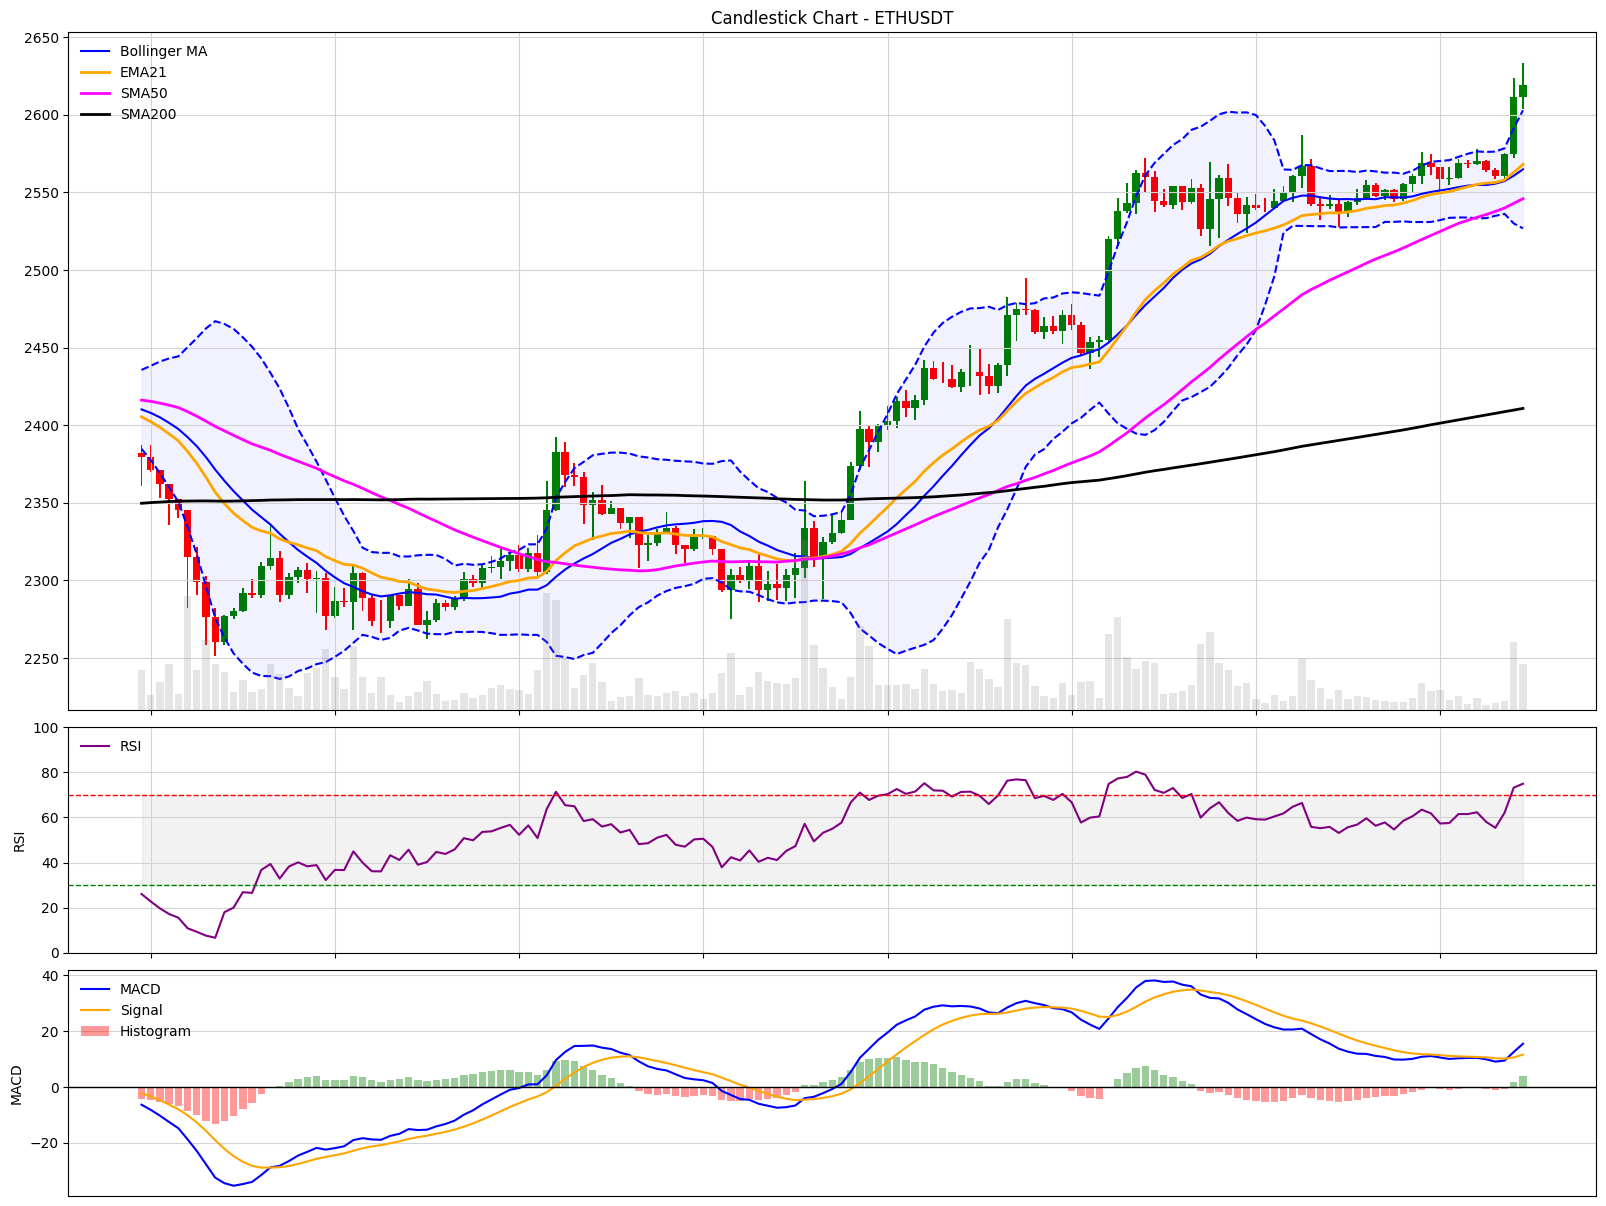 Candlestick Chart - ETHUSDT
2650
2600
2550
2500
2450
2400
2350
2300
2250
Bollinger MA
EMA21
SMA50
SMA200
100
80
60
40
20
0
RSI
RSI
40
20
0
−20
MACD
MACD
Signal
Histogram